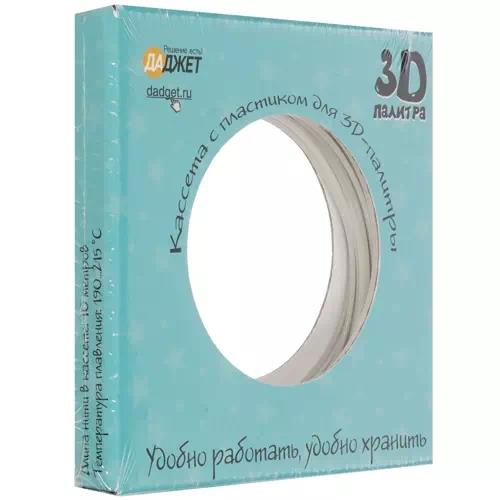 Решение есть!
ДАДЖЕТ
dadget.ru
3D
ПАЛИТРА
Кассета с пластиком для 3D-палитры
Удобно работать, удобно хранить
Длина нити в кассете: 10 метров
Температура плавления: 190...215°C